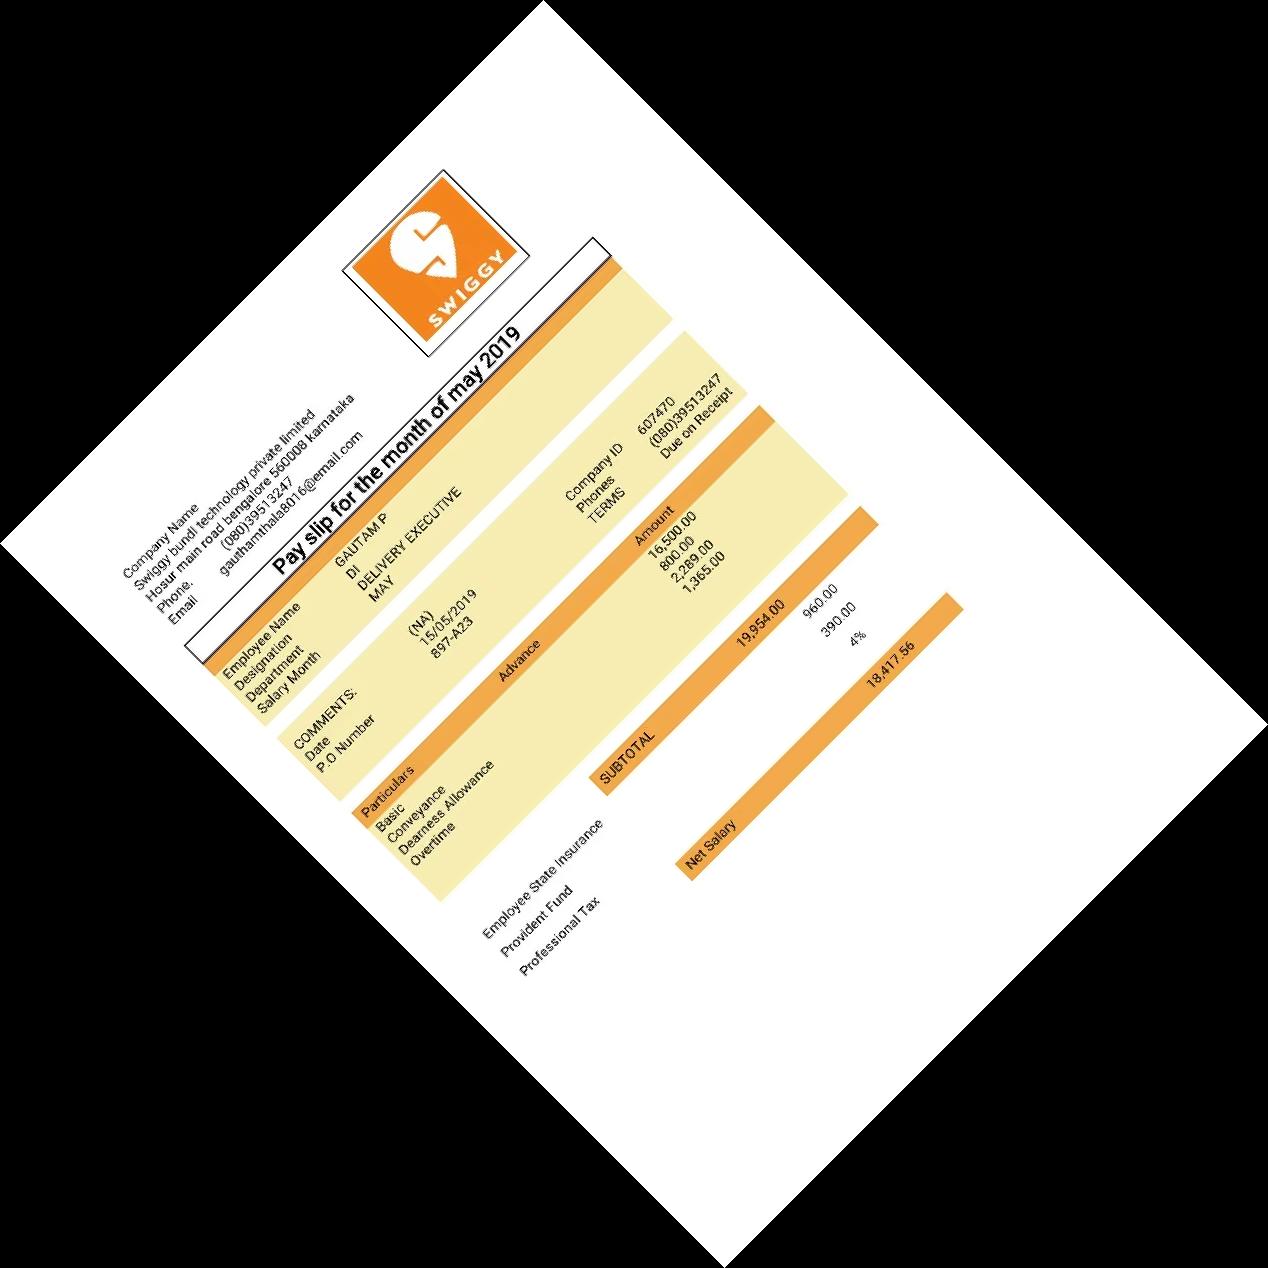 SWIGGY
Company Name
Swiggy bundl technology private limited
Hosur main road bengalore 560008 karnataka
Phone. (080)39513247
Email gauthamthala8016@email.com
Pay slip for the month of may 2019
Employee Name GAUTAM P
Designation DI
Department DELIVERY EXECUTIVE
Salary Month MAY
COMMENTS: (NA) Company ID 607470
Date 15/05/2019 Phones (080)39513247
P.O Number 897-A23 TERMS Due on Receipt
Particulars Advance Amount
Basic 16,500.00
Conveyance 800.00
Dearness Allowance 2,289.00
Overtime 1,365.00
SUBTOTAL 19,954.00
Employee State Insurance 960.00
Provident Fund 390.00
Professional Tax 4%
Net Salary 18,417.56